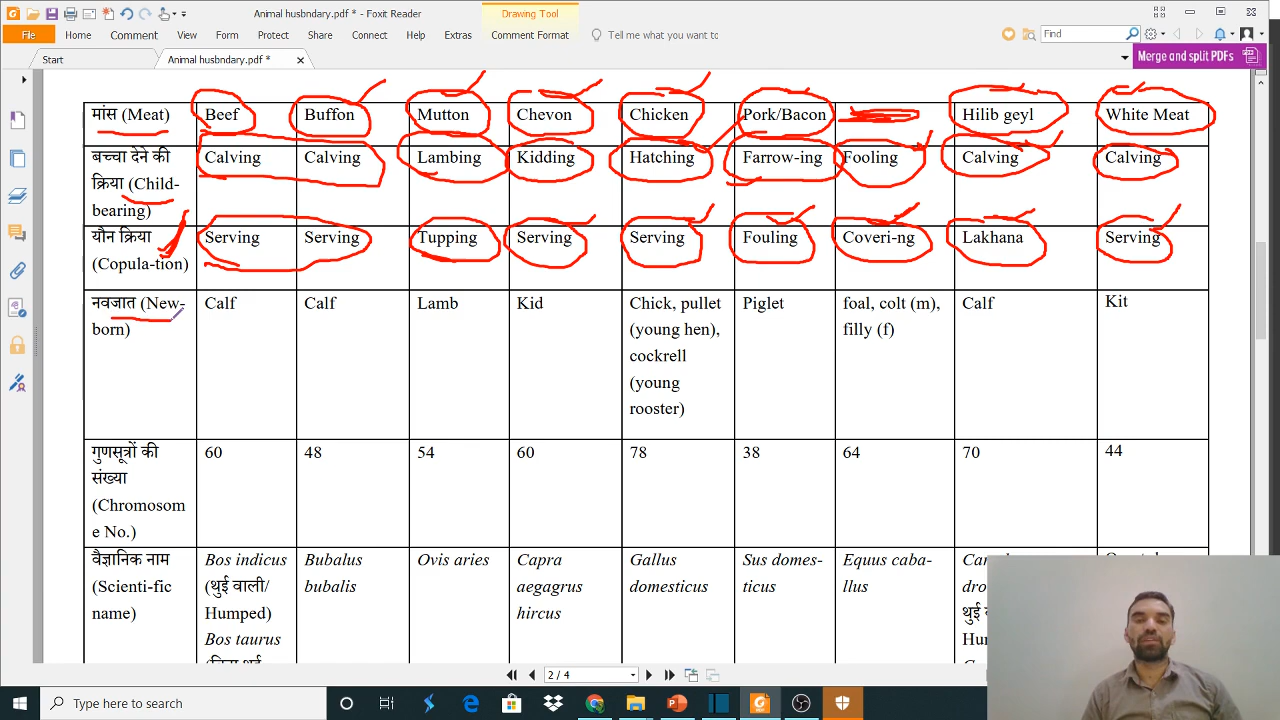 Animal husbndary.pdf * - Foxit Reader
Drawing Tool
File Home Comment View Form Protect Share Connect Help Extras Comment Format Tell me what you want to Find
Start Animal husbndary.pdf * Merge and split PDFs
मांस (Meat) Beef Buffon Mutton Chevon Chicken Pork/Bacon Hilib geyl White Meat
बच्चा देने की Calving Calving Lambing Kidding Hatching Farrow-ing Fooling Calving Calving
क्रिया (Child-
bearing)
यौन क्रिया Serving Serving Tupping Serving Serving Fouling Coveri-ng Lakhana Serving
(Copula-tion)
नवजात (New- Calf Calf Lamb Kid Chick, pullet Piglet foal, colt (m), Calf Kit
born) (young hen), filly (f)
cockrell
(young
rooster)
गुणसूत्रों की 60 48 54 60 78 38 64 70 44
संख्या
(Chromosom
e No.)
वैज्ञानिक नाम Bos indicus Bubalus Ovis aries Capra Gallus Sus domes- Equus caba-
(Scienti-fic (थुई वाली/ bubalis aegagrus domesticus ticus llus
name) Humped) hircus
Bos taurus
2 / 4
Type here to search